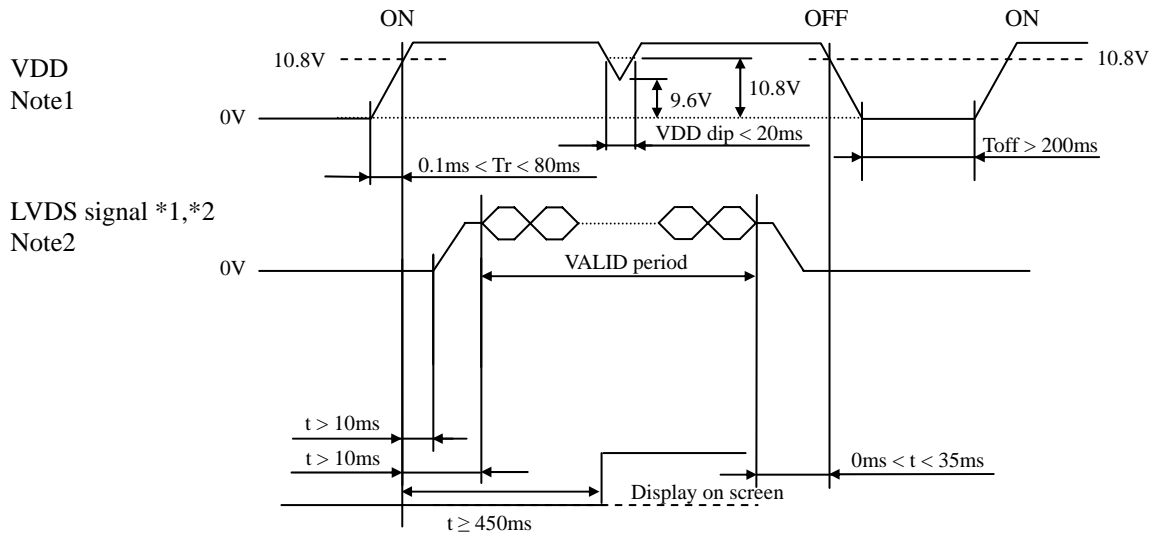 ON
OFF
ON
VDD
Note1
10.8V
10.8V
10.8V
9.6V
0V
VDD dip < 20ms
Toff > 200ms
0.1ms < Tr < 80ms
LVDS signal *1,*2
Note2
0V
VALID period
t > 10ms
t > 10ms
0ms < t < 35ms
Display on screen
t ≥ 450ms